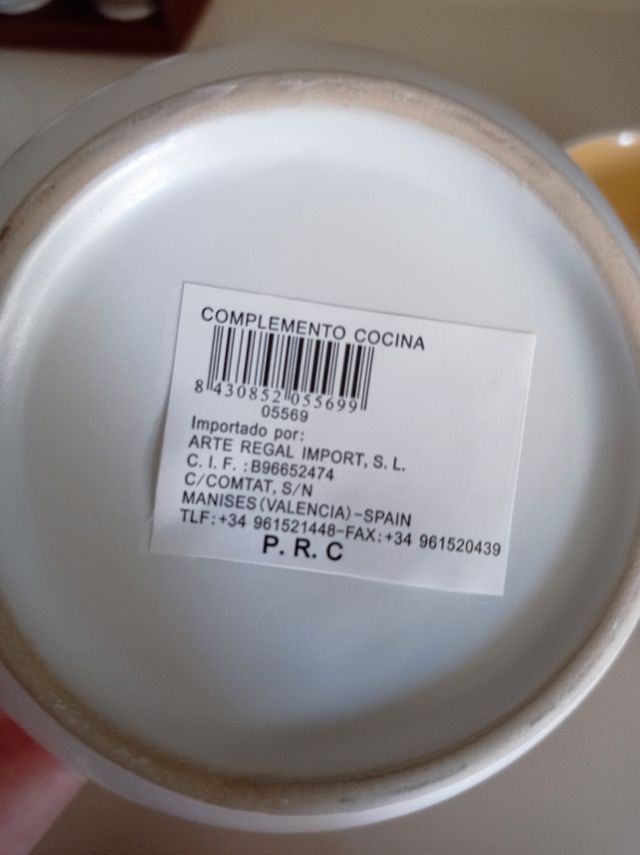 COMPLEMENTO COCINA
8 430852 055699
05569
Importado por:
ARTE REGAL IMPORT, S. L.
C. I. F. :B96652474
C/COMTAT, S/N
MANISES(VALENCIA)-SPAIN
TLF:+34 961521448-FAX:+34 961520439
P. R. C